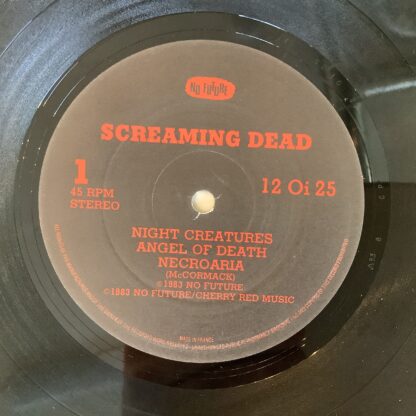 NO FUTURE
SCREAMING DEAD
1
45 RPM
STEREO
12 Oi 25
NIGHT CREATURES
ANGEL OF DEATH
NECROARIA
(McCORMACK)
℗1983 NO FUTURE
©1983 NO FUTURE/CHERRY RED MUSIC
MADE IN FRANCE